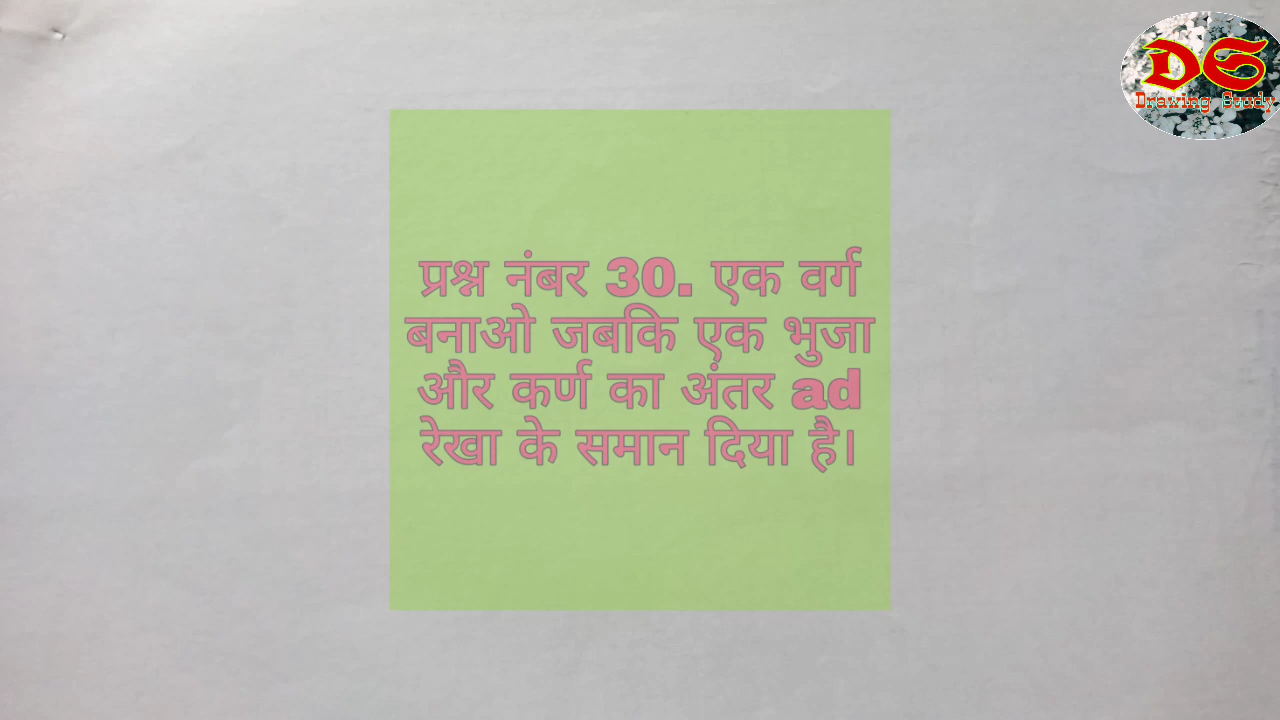 DS
Drawing Study
प्रश्न नंबर 30. एक वर्ग
बनाओ जबकि एक भुजा
और कर्ण का अंतर ad
रेखा के समान दिया है।